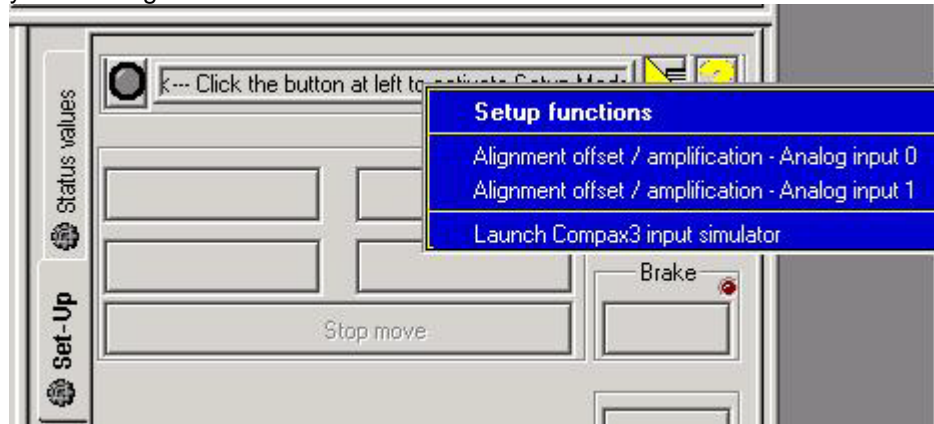 Status values
Set-Up
<--- Click the button at left to activate Setup Mode
Setup functions
Alignment offset / amplification - Analog input 0
Alignment offset / amplification - Analog input 1
Launch Compax3 input simulator
Brake
Stop move